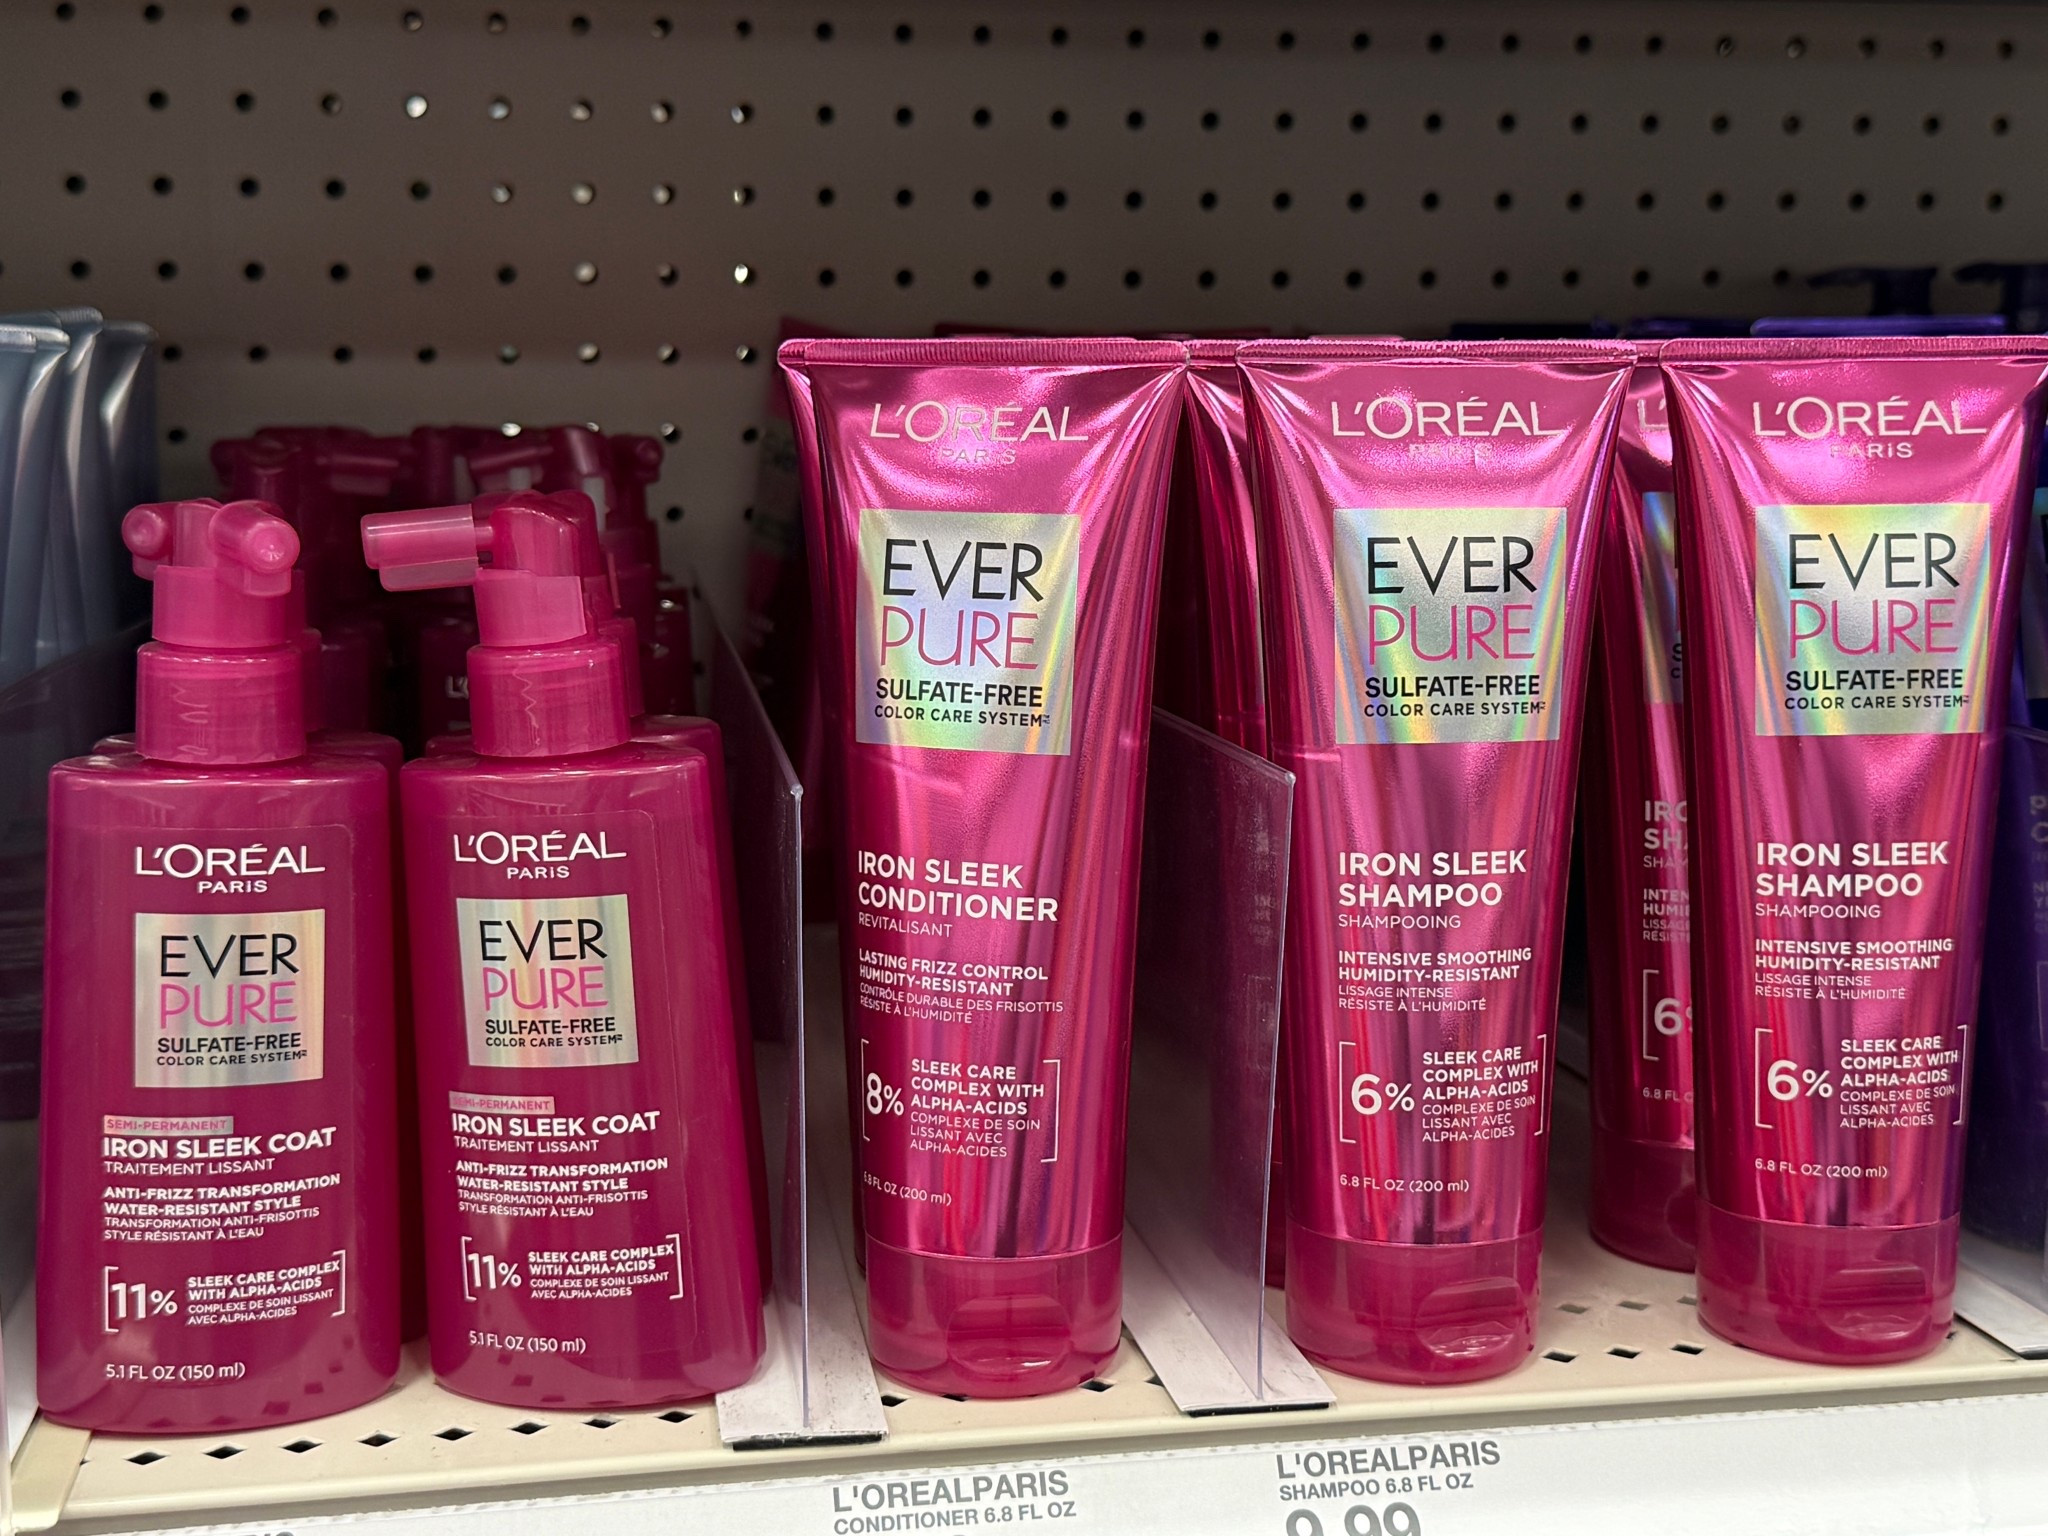 L'ORÉAL
PARIS
EVER
PURE
SULFATE-FREE
COLOR CARE SYSTEM
SEMI-PERMANENT
IRON SLEEK COAT
TRAITEMENT LISSANT
ANTI-FRIZZ TRANSFORMATION
WATER-RESISTANT STYLE
TRANSFORMATION ANTI-FRISOTTIS
STYLE RÉSISTANT À L'EAU
11%
SLEEK CARE COMPLEX
WITH ALPHA-ACIDS
COMPLEXE DE SOIN LISSANT
AVEC ALPHA-ACIDES
5.1 FL OZ (150 ml)
L'ORÉAL
PARIS
EVER
PURE
SULFATE-FREE
COLOR CARE SYSTEM
SEMI-PERMANENT
IRON SLEEK COAT
TRAITEMENT LISSANT
ANTI-FRIZZ TRANSFORMATION
WATER-RESISTANT STYLE
TRANSFORMATION ANTI-FRISOTTIS
STYLE RÉSISTANT À L'EAU
11%
SLEEK CARE COMPLEX
WITH ALPHA-ACIDS
COMPLEXE DE SOIN LISSANT
AVEC ALPHA-ACIDES
5.1 FL OZ (150 ml)
L'ORÉAL
PARIS
EVER
PURE
SULFATE-FREE
COLOR CARE SYSTEM
IRON SLEEK
CONDITIONER
REVITALISANT
LASTING FRIZZ CONTROL
HUMIDITY-RESISTANT
CONTRÔLE DURABLE DES FRISOTTIS
RÉSISTE À L'HUMIDITÉ
8%
SLEEK CARE
COMPLEX WITH
ALPHA-ACIDS
COMPLEXE DE SOIN
LISSANT AVEC
ALPHA-ACIDES
6.8 FL OZ (200 ml)
L'ORÉAL
PARIS
EVER
PURE
SULFATE-FREE
COLOR CARE SYSTEM
IRON SLEEK
SHAMPOO
SHAMPOOING
INTENSIVE SMOOTHING
HUMIDITY-RESISTANT
LISSAGE INTENSE
RÉSISTE À L'HUMIDITÉ
6%
SLEEK CARE
COMPLEX WITH
ALPHA-ACIDS
COMPLEXE DE SOIN
LISSANT AVEC
ALPHA-ACIDES
6.8 FL OZ (200 ml)
6.8 FL
L'ORÉAL
PARIS
EVER
PURE
SULFATE-FREE
COLOR CARE SYSTEM
IRON SLEEK
SHAMPOO
SHAMPOOING
INTENSIVE SMOOTHING
HUMIDITY-RESISTANT
LISSAGE INTENSE
RÉSISTE À L'HUMIDITÉ
6%
SLEEK CARE
COMPLEX WITH
ALPHA-ACIDS
COMPLEXE DE SOIN
LISSANT AVEC
ALPHA-ACIDES
6.8 FL OZ (200 ml)
L'OREALPARIS
CONDITIONER 6.8 FL OZ
L'OREALPARIS
SHAMPOO 6.8 FL OZ
9.99